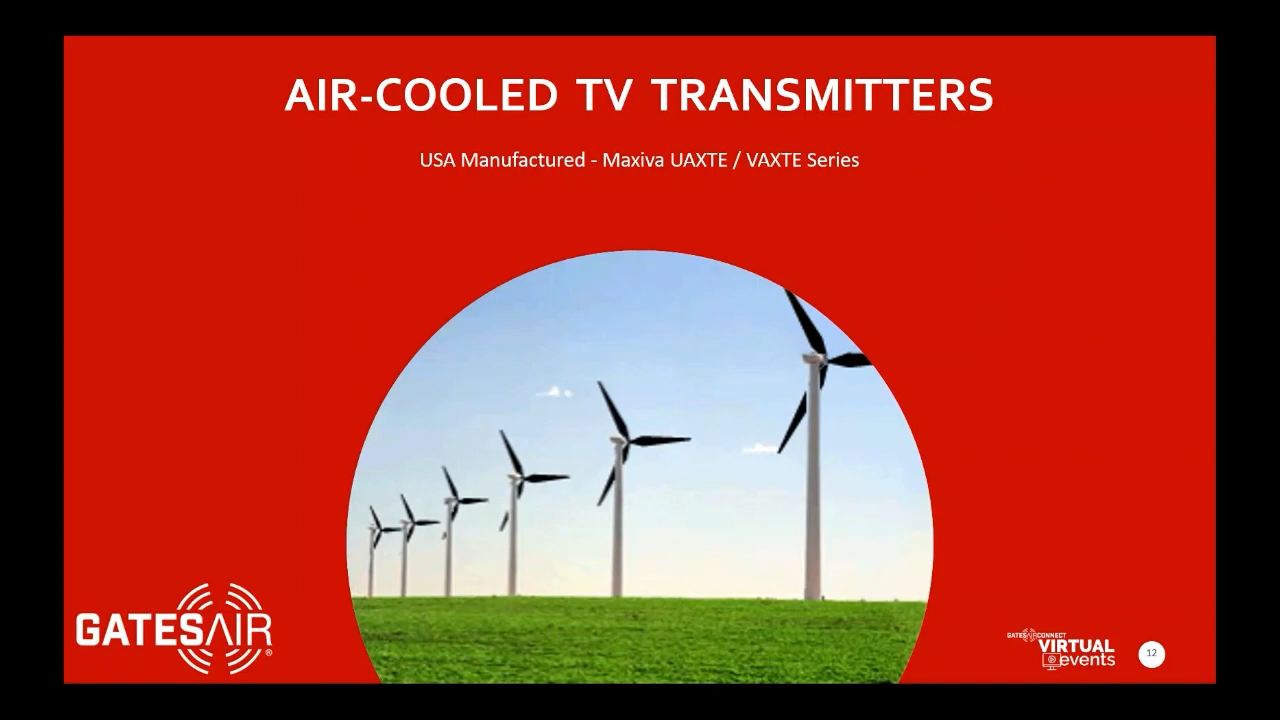 AIR-COOLED TV TRANSMITTERS
USA Manufactured - Maxiva UAXTE / VAXTE Series
GATESAIR®
GATESAIRCONNECT
VIRTUAL
events
12